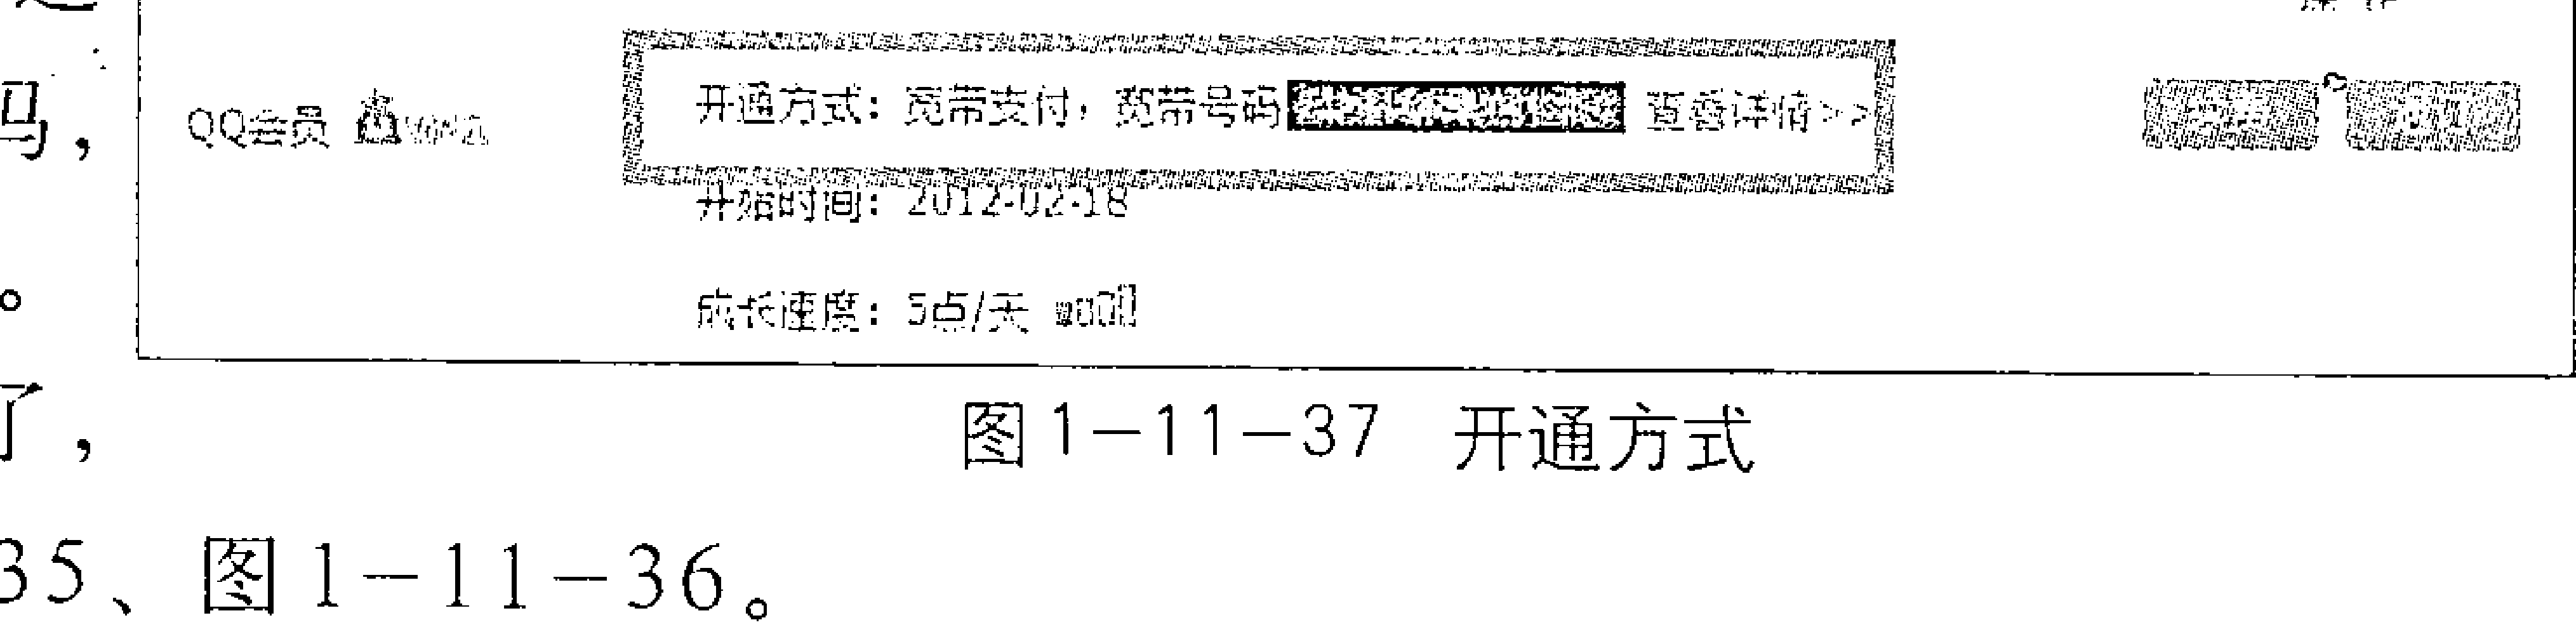 码，
QQ会员
开通方式：宽带支付，宽带号码 查看详情>>
开始时间：2012-02-18
。
成长速度：5点/天
了，
图1-11-37 开通方式
35、图1-11-36。